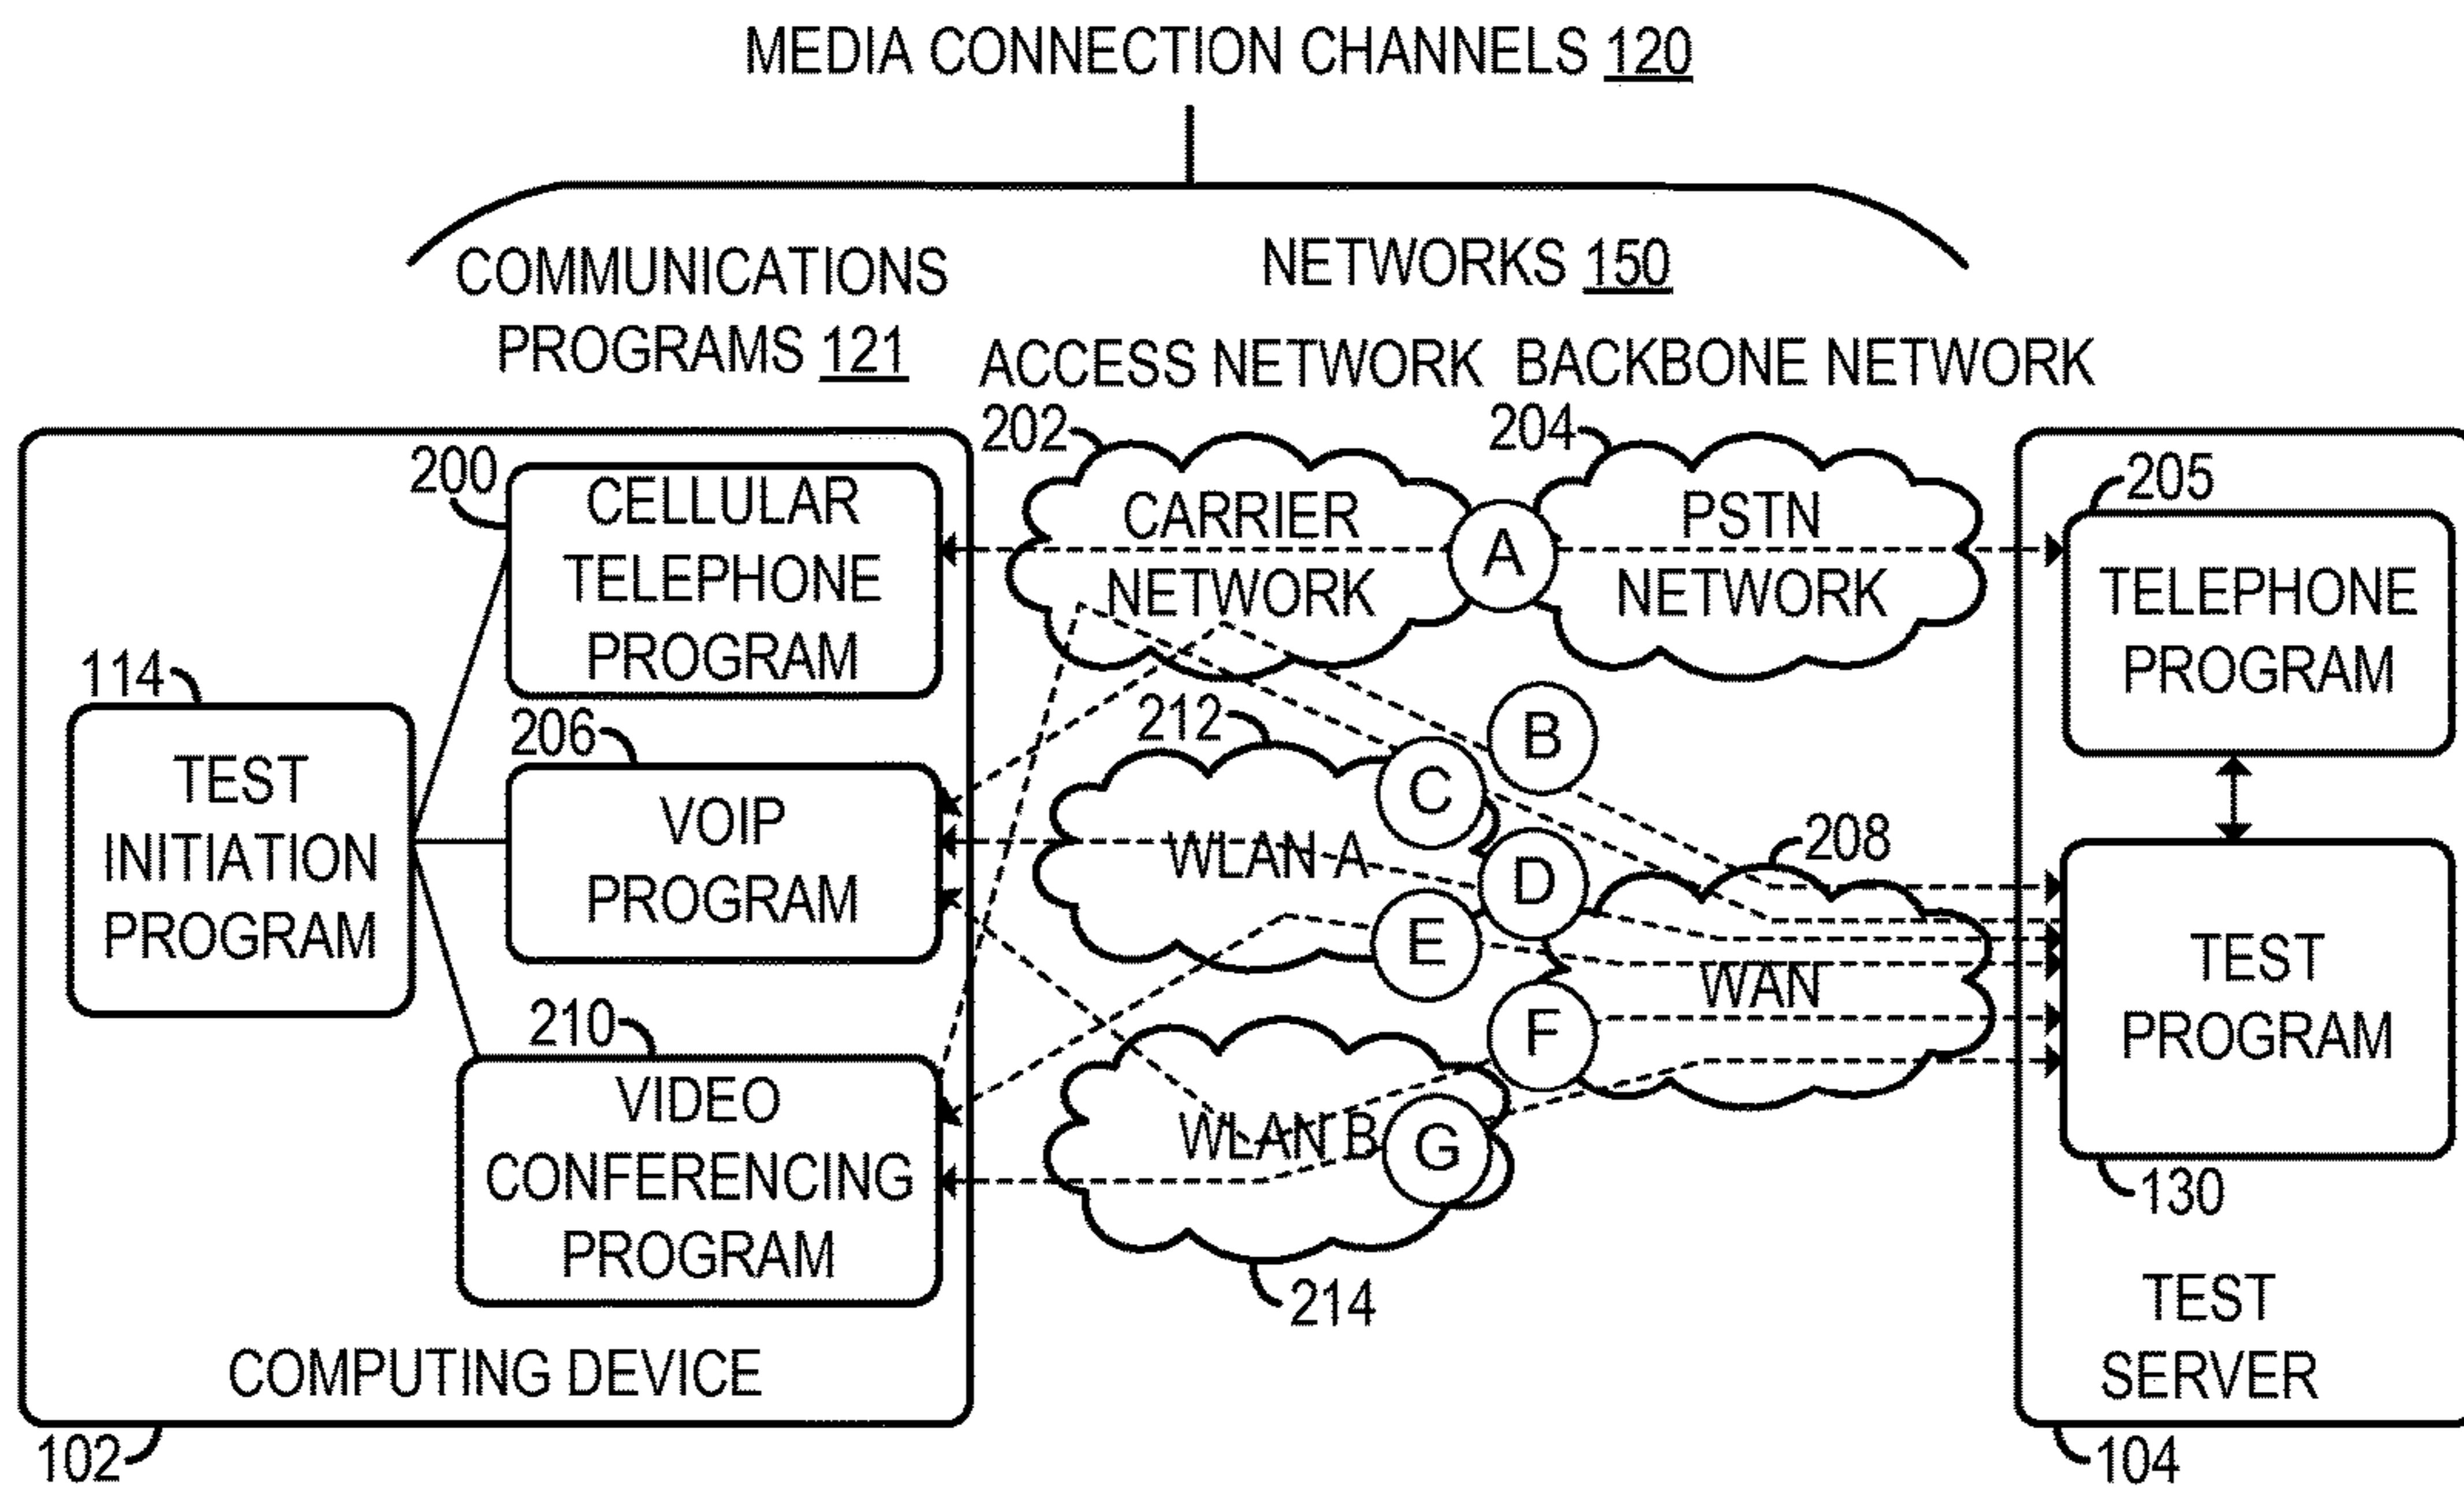 MEDIA CONNECTION CHANNELS 120
COMMUNICATIONS
PROGRAMS 121
NETWORKS 150
ACCESS NETWORK
BACKBONE NETWORK
200
CELLULAR
TELEPHONE
PROGRAM
202
CARRIER
NETWORK
A
204
PSTN
NETWORK
205
TELEPHONE
PROGRAM
114
TEST
INITIATION
PROGRAM
206
VOIP
PROGRAM
212
WLAN A
B
C
D
E
F
G
208
WAN
TEST
PROGRAM
130
210
VIDEO
CONFERENCING
PROGRAM
WLAN B
214
TEST
SERVER
COMPUTING DEVICE
102
104